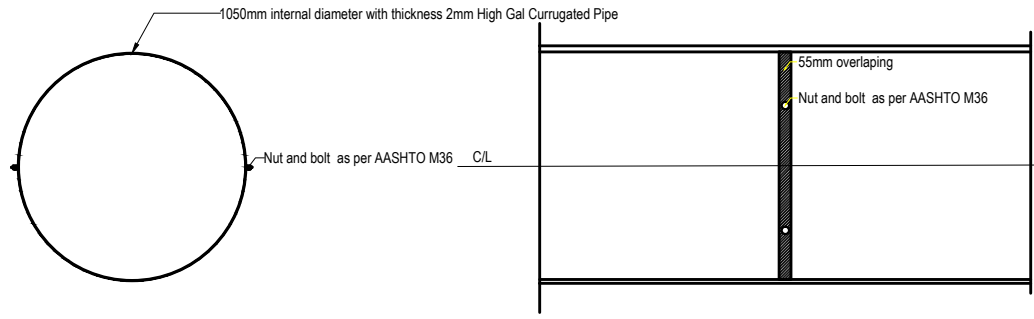 1050mm internal diameter with thickness 2mm High Gal Currugated Pipe
55mm overlaping
Nut and bolt as per AASHTO M36
Nut and bolt as per AASHTO M36
C/L